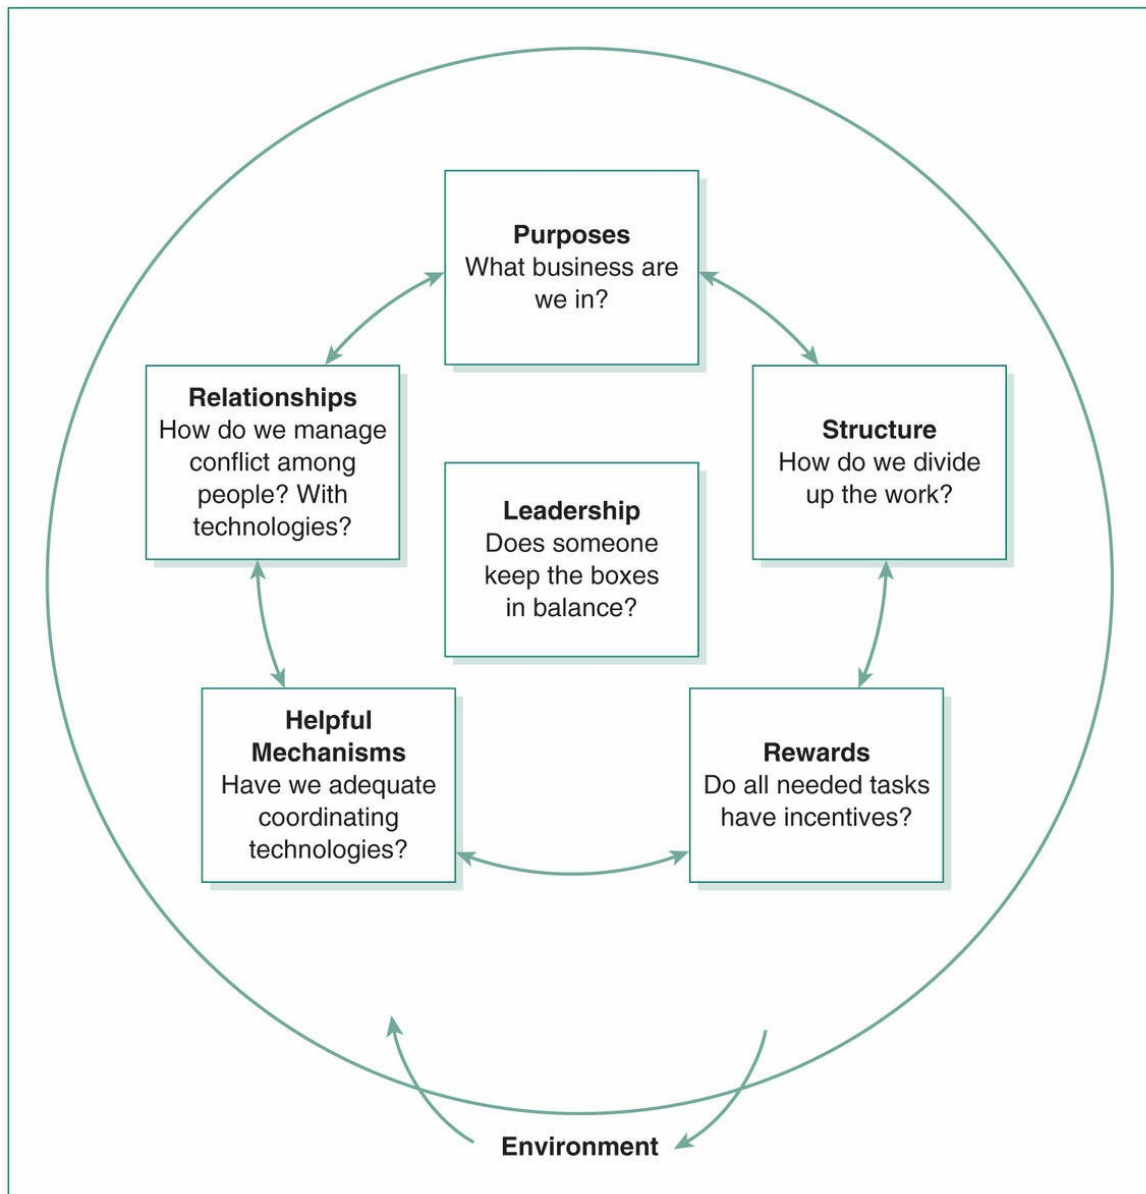 Purposes
What business are
we in?
Relationships
How do we manage
conflict among
people? With
technologies?
Structure
How do we divide
up the work?
Leadership
Does someone
keep the boxes
in balance?
Helpful
Mechanisms
Have we adequate
coordinating
technologies?
Rewards
Do all needed tasks
have incentives?
Environment